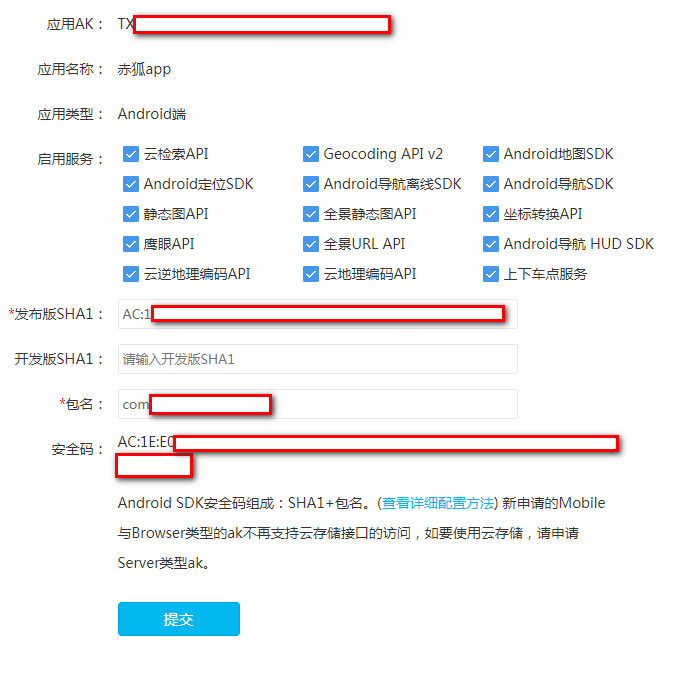 应用AK： TX
应用名称： 赤狐app
应用类型： Android端
启用服务： 云检索API Geocoding API v2 Android地图SDK
Android定位SDK Android导航离线SDK Android导航SDK
静态图API 全景静态图API 坐标转换API
鹰眼API 全景URL API Android导航 HUD SDK
云逆地理编码API 云地理编码API 上下车点服务
*发布版SHA1： AC:1
开发版SHA1： 请输入开发版SHA1
*包名： com
安全码： AC:1E:E0
Android SDK安全码组成：SHA1+包名。(查看详细配置方法) 新申请的Mobile
与Browser类型的ak不再支持云存储接口的访问，如要使用云存储，请申请
Server类型ak。
提交